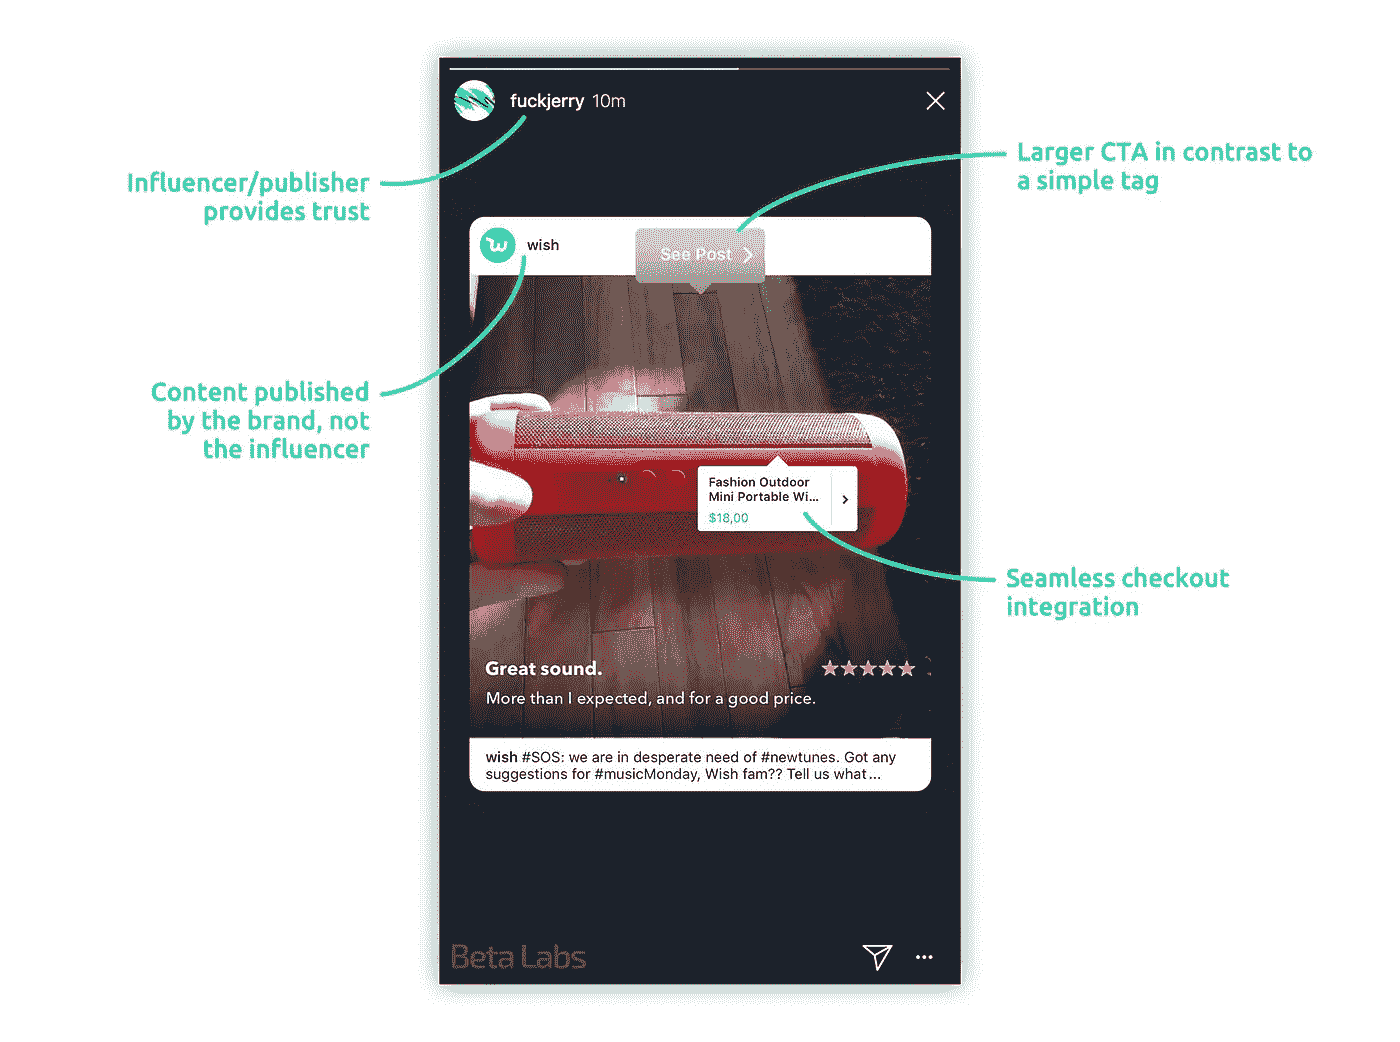 fuckjerry 10m
Influencer/publisher
provides trust
Larger CTA in contrast to
a simple tag
wish
See Post
Content published
by the brand, not
the influencer
Fashion Outdoor
Mini Portable Wi...
$18,00
Seamless checkout
integration
Great sound.
More than I expected, and for a good price.
wish #SOS: we are in desperate need of #newtunes. Got any
suggestions for #musicMonday, Wish fam?? Tell us what...
Beta Labs